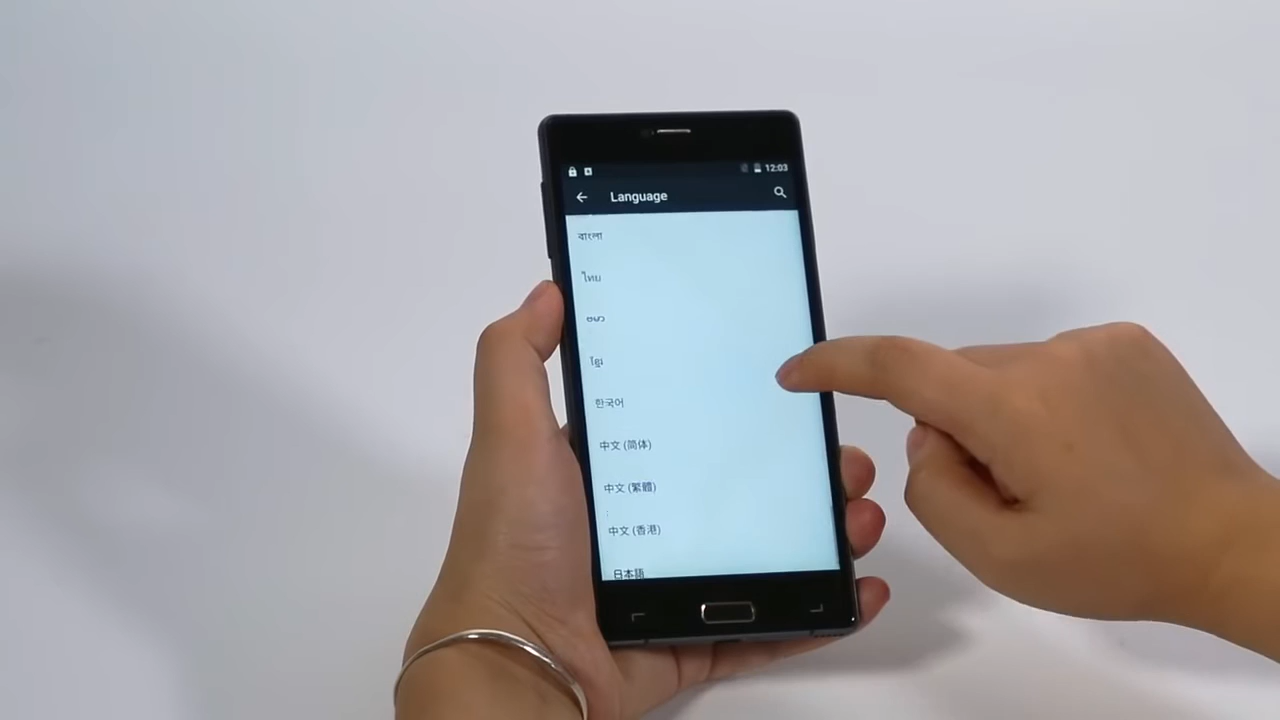 12:03
Language
বাংলা
ไทย
ဗမာ
ខ្មែរ
한국어
中文 (简体)
中文 (繁體)
中文 (香港)
日本語